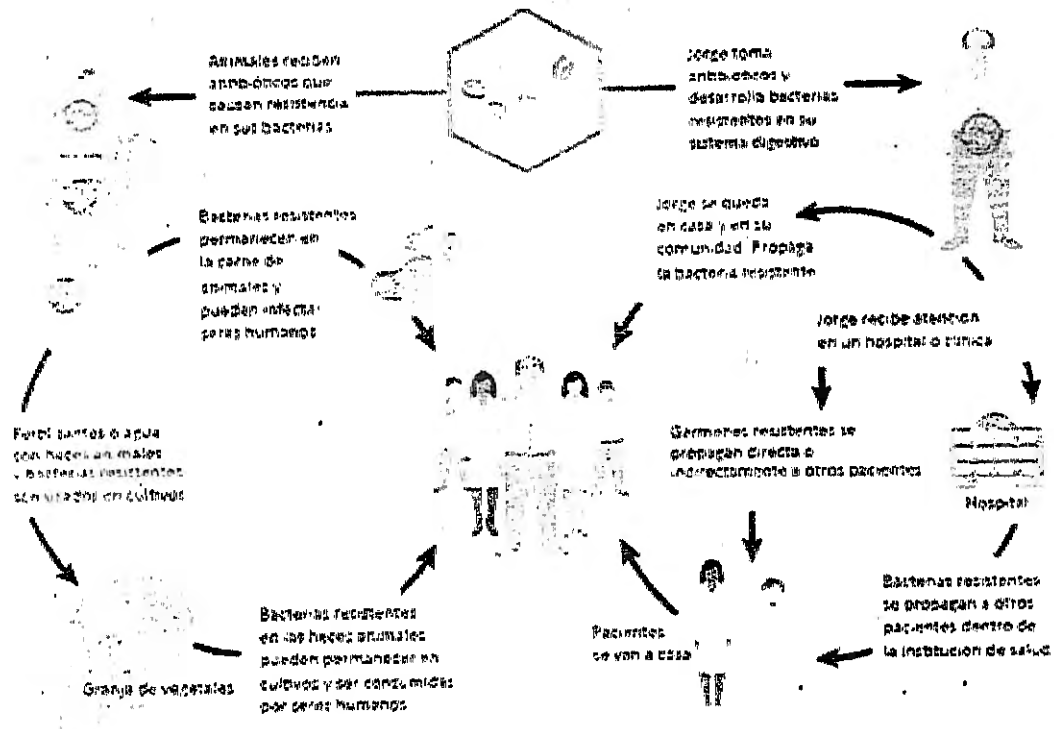 Animales reciben
antibióticos que
causan resistencia
en sus bacterias
Jorge toma
antibióticos y
desarrolla bacterias
resistentes en su
sistema digestivo
Bacterias resistentes
permanecen en
la carne de
animales y
pueden infectar
seres humanos
Jorge se queda
en casa y en su
comunidad. Propaga
la bacteria resistente
Jorge recibe atención
en un hospital o clínica
Fertilizantes o agua
con heces animales
y bacterias resistentes
son usados en cultivos
Gérmenes resistentes se
propagan directa o
indirectamente a otros pacientes
Hospital
Granja de vegetales
Bacterias resistentes
en las heces animales
pueden permanecer en
cultivos y ser consumidas
por seres humanos
Pacientes
se van a casa
Bacterias resistentes
se propagan a otros
pacientes dentro de
la institución de salud